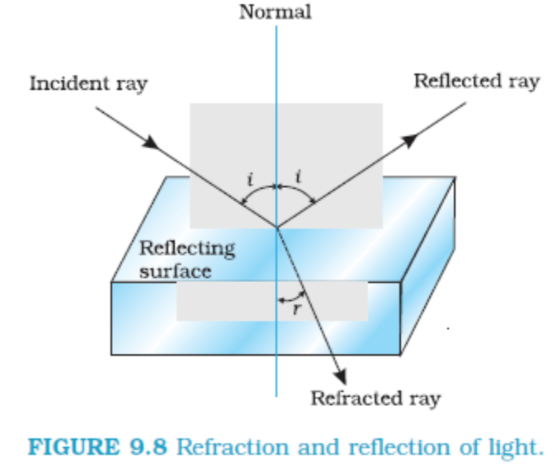 Normal
Incident ray
Reflected ray
i
i
Reflecting
surface
r
Refracted ray
FIGURE 9.8 Refraction and reflection of light.